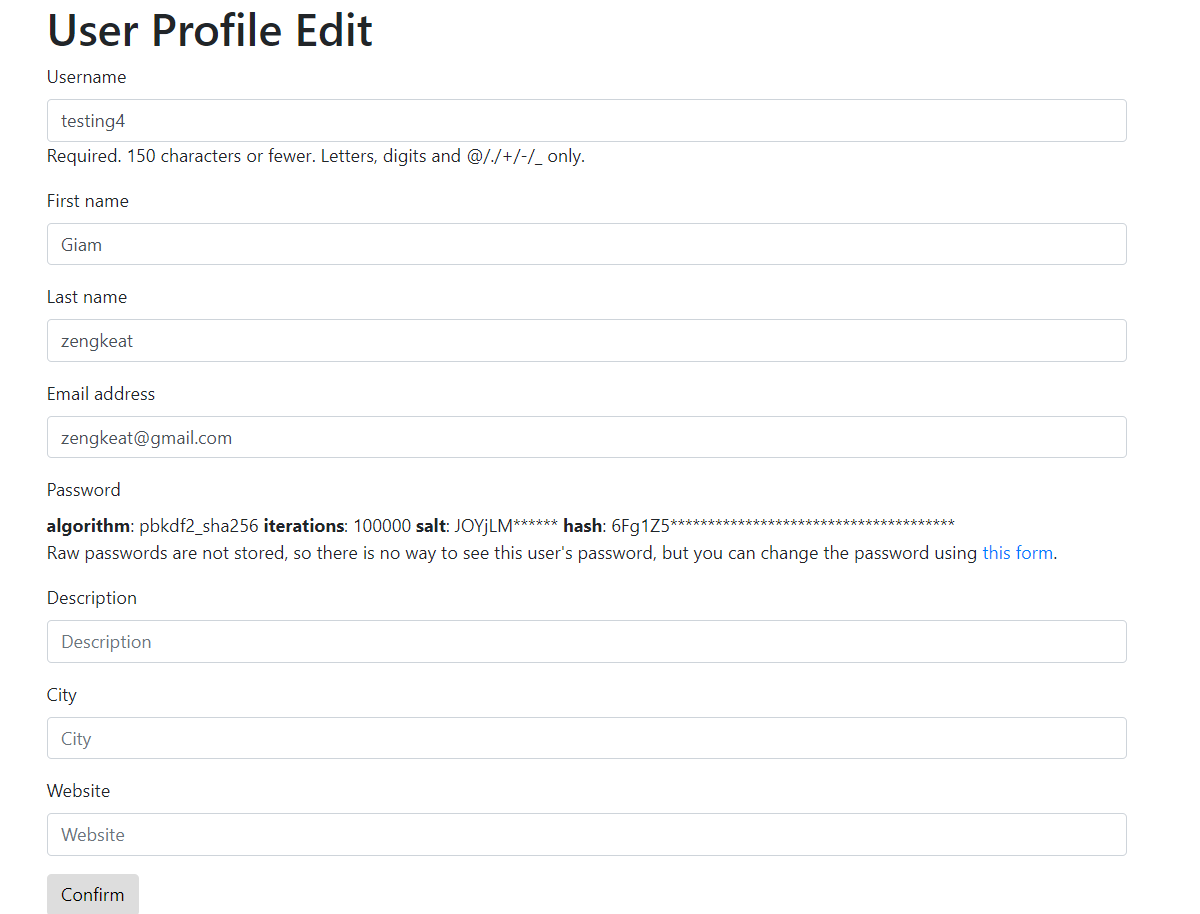 User Profile Edit
Username
testing4
Required. 150 characters or fewer. Letters, digits and @/./+/-/_ only.
First name
Giam
Last name
zengkeat
Email address
zengkeat@gmail.com
Password
algorithm: pbkdf2_sha256 iterations: 100000 salt: JOYjLM****** hash: 6Fg1Z5**************************************
Raw passwords are not stored, so there is no way to see this user's password, but you can change the password using this form.
Description
Description
City
City
Website
Website
Confirm